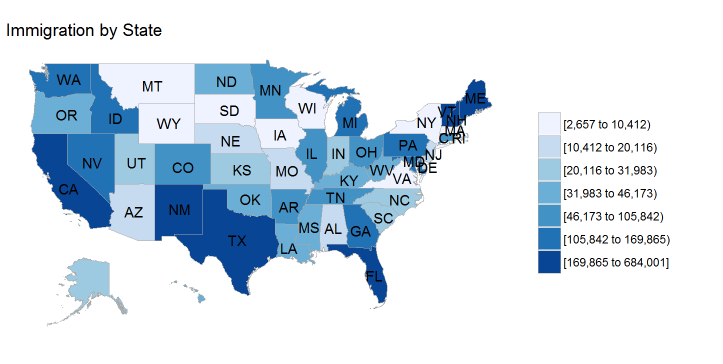 Immigration by State
WA
MT
ND
MN
ME
VT
NH
OR
ID
SD
WI
MI
NY
MA
CT
RI
WY
IA
NE
PA
NJ
NV
UT
CO
IL
IN
OH
MD
DE
CA
KS
MO
KY
WV
VA
AZ
NM
OK
AR
TN
NC
SC
TX
LA
MS
AL
GA
FL
[2,657 to 10,412)
[10,412 to 20,116)
[20,116 to 31,983)
[31,983 to 46,173)
[46,173 to 105,842)
[105,842 to 169,865)
[169,865 to 684,001]